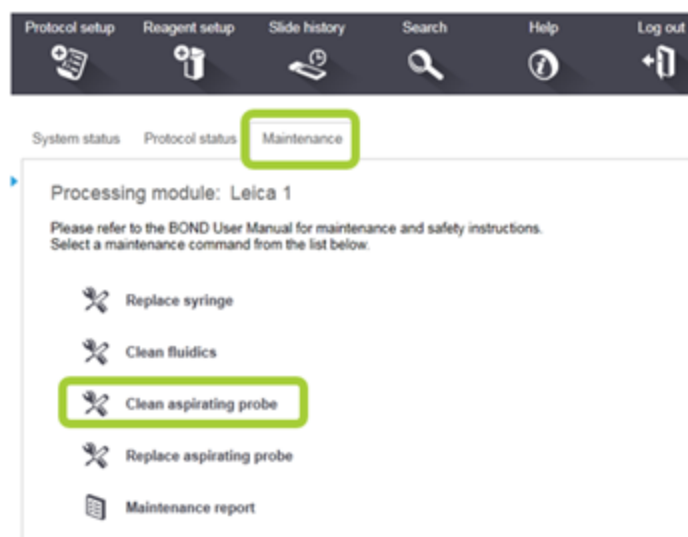 Protocol setup Reagent setup Slide history Search Help Log out
System status Protocol status Maintenance
Processing module: Leica 1
Please refer to the BOND User Manual for maintenance and safety instructions.
Select a maintenance command from the list below.
Replace syringe
Clean fluidics
Clean aspirating probe
Replace aspirating probe
Maintenance report